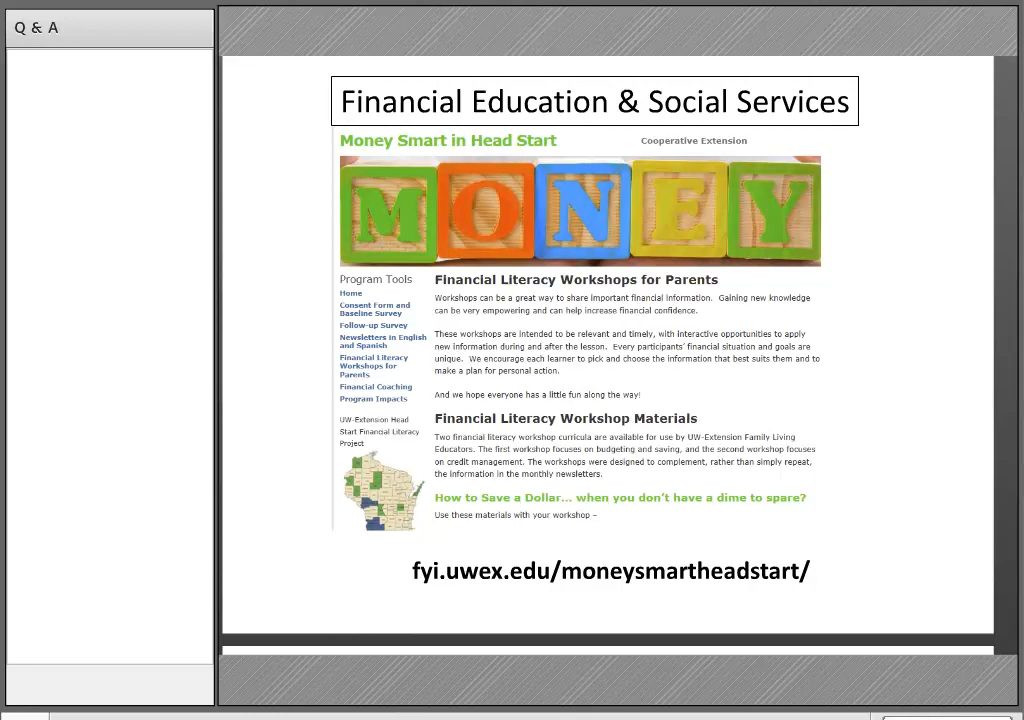 Q & A
Financial Education & Social Services
Money Smart in Head Start
Cooperative Extension
MONEY
Program Tools
Home
Consent Form and
Baseline Survey
Follow-up Survey
Newsletters in English
and Spanish
Financial Literacy
Workshops for
Parents
Financial Coaching
Program Impacts
UW-Extension Head
Start Financial Literacy
Project
Financial Literacy Workshops for Parents
Workshops can be a great way to share important financial information.  Gaining new knowledge
can be very empowering and can help increase financial confidence.
These workshops are intended to be relevant and timely, with interactive opportunities to apply
new information during and after the lesson.  Every participants’ financial situation and goals are
unique.  We encourage each learner to pick and choose the information that best suits them and to
make a plan for personal action.
And we hope everyone has a little fun along the way!
Financial Literacy Workshop Materials
Two financial literacy workshop curricula are available for use by UW-Extension Family Living
Educators. The first workshop focuses on budgeting and saving, and the second workshop focuses
on credit management. The workshops were designed to complement, rather than simply repeat,
the information in the monthly newsletters.
How to Save a Dollar… when you don’t have a dime to spare?
Use these materials with your workshop –
fyi.uwex.edu/moneysmartheadstart/